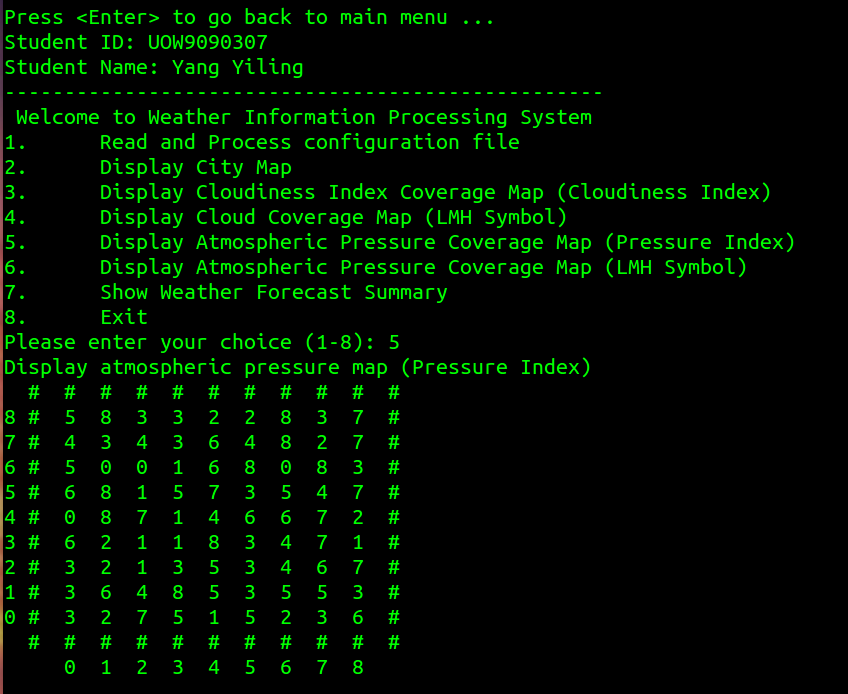 Press <Enter> to go back to main menu ...
Student ID: UOW9090307
Student Name: Yang Yiling
--------------------------------------------------
 Welcome to Weather Information Processing System
1.      Read and Process configuration file
2.      Display City Map
3.      Display Cloudiness Index Coverage Map (Cloudiness Index)
4.      Display Cloud Coverage Map (LMH Symbol)
5.      Display Atmospheric Pressure Coverage Map (Pressure Index)
6.      Display Atmospheric Pressure Coverage Map (LMH Symbol)
7.      Show Weather Forecast Summary
8.      Exit
Please enter your choice (1-8): 5
Display atmospheric pressure map (Pressure Index)
  #  #  #  #  #  #  #  #  #  #  #
8 #  5  8  3  3  2  2  8  3  7  #
7 #  4  3  4  3  6  4  8  2  7  #
6 #  5  0  0  1  6  8  0  8  3  #
5 #  6  8  1  5  7  3  5  4  7  #
4 #  0  8  7  1  4  6  6  7  2  #
3 #  6  2  1  1  8  3  4  7  1  #
2 #  3  2  1  3  5  3  4  6  7  #
1 #  3  6  4  8  5  3  5  5  3  #
0 #  3  2  7  5  1  5  2  3  6  #
  #  #  #  #  #  #  #  #  #  #  #
     0  1  2  3  4  5  6  7  8